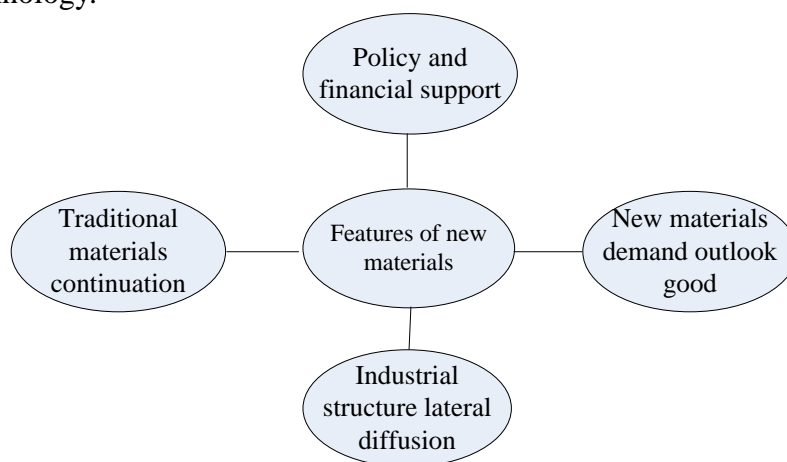 Policy and
financial support
Traditional
materials
continuation
Features of new
materials
New materials
demand outlook
good
Industrial
structure lateral
diffusion